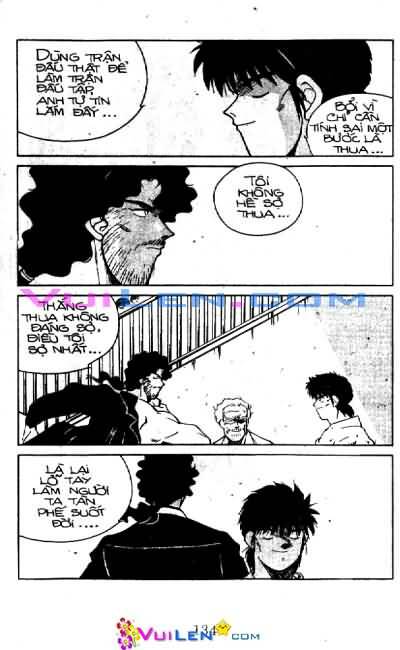 DÙNG TRẬN
ĐẤU THẬT ĐỂ
LÀM TRẬN
ĐẤU TẬP,
ANH TỰ TIN
LẮM ĐẤY...
BỞI VÌ
CHỈ CẦN
TÍNH SAI MỘT
BƯỚC LÀ
THUA...
TÔI
KHÔNG
HỀ SỢ
THUA...
VUILEN.COM
THẮNG
THUA KHÔNG
ĐÁNG SỢ,
ĐIỀU TÔI
SỢ NHẤT...
LÀ LẠI
LỠ TAY
LÀM NGƯỜI
TA TÀN
PHẾ SUỐT
ĐỜI....
134
VUILEN.COM